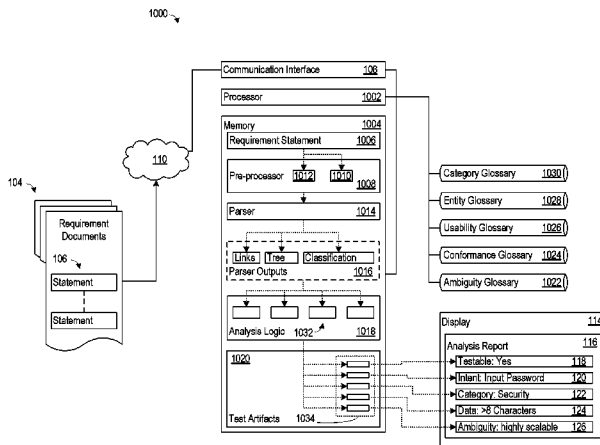 1000
Communication Interface 108
Processor 1002
Memory 1004
Requirement Statement 1006
110
Pre-processor 1012 1010 1008
104
Parser 1014
Requirement Documents
106
Statement
Statement
Links Tree Classification
Parser Outputs 1016
Analysis Logic 1032 1018
1020
Test Artifacts 1034
Category Glossary 1030
Entity Glossary 1028
Usability Glossary 1026
Conformance Glossary 1024
Ambiguity Glossary 1022
Display 114
Analysis Report 116
Testable: Yes 118
Intent: Input Password 120
Category: Security 122
Data: >8 Characters 124
Ambiguity: highly scalable 126